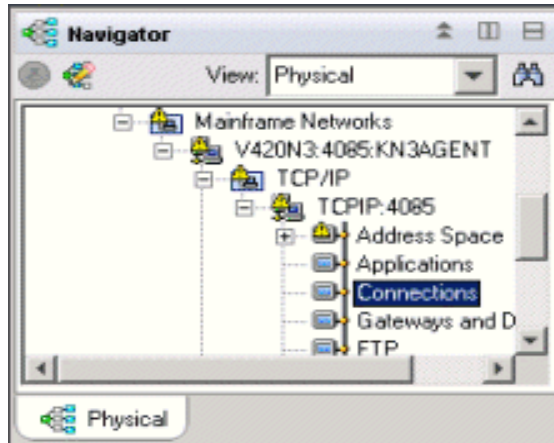 Navigator
View: Physical
Mainframe Networks
V420N3:4085:KN3AGENT
TCP/IP
TCPIP:4085
Address Space
Applications
Connections
Gateways and D
FTP
Physical